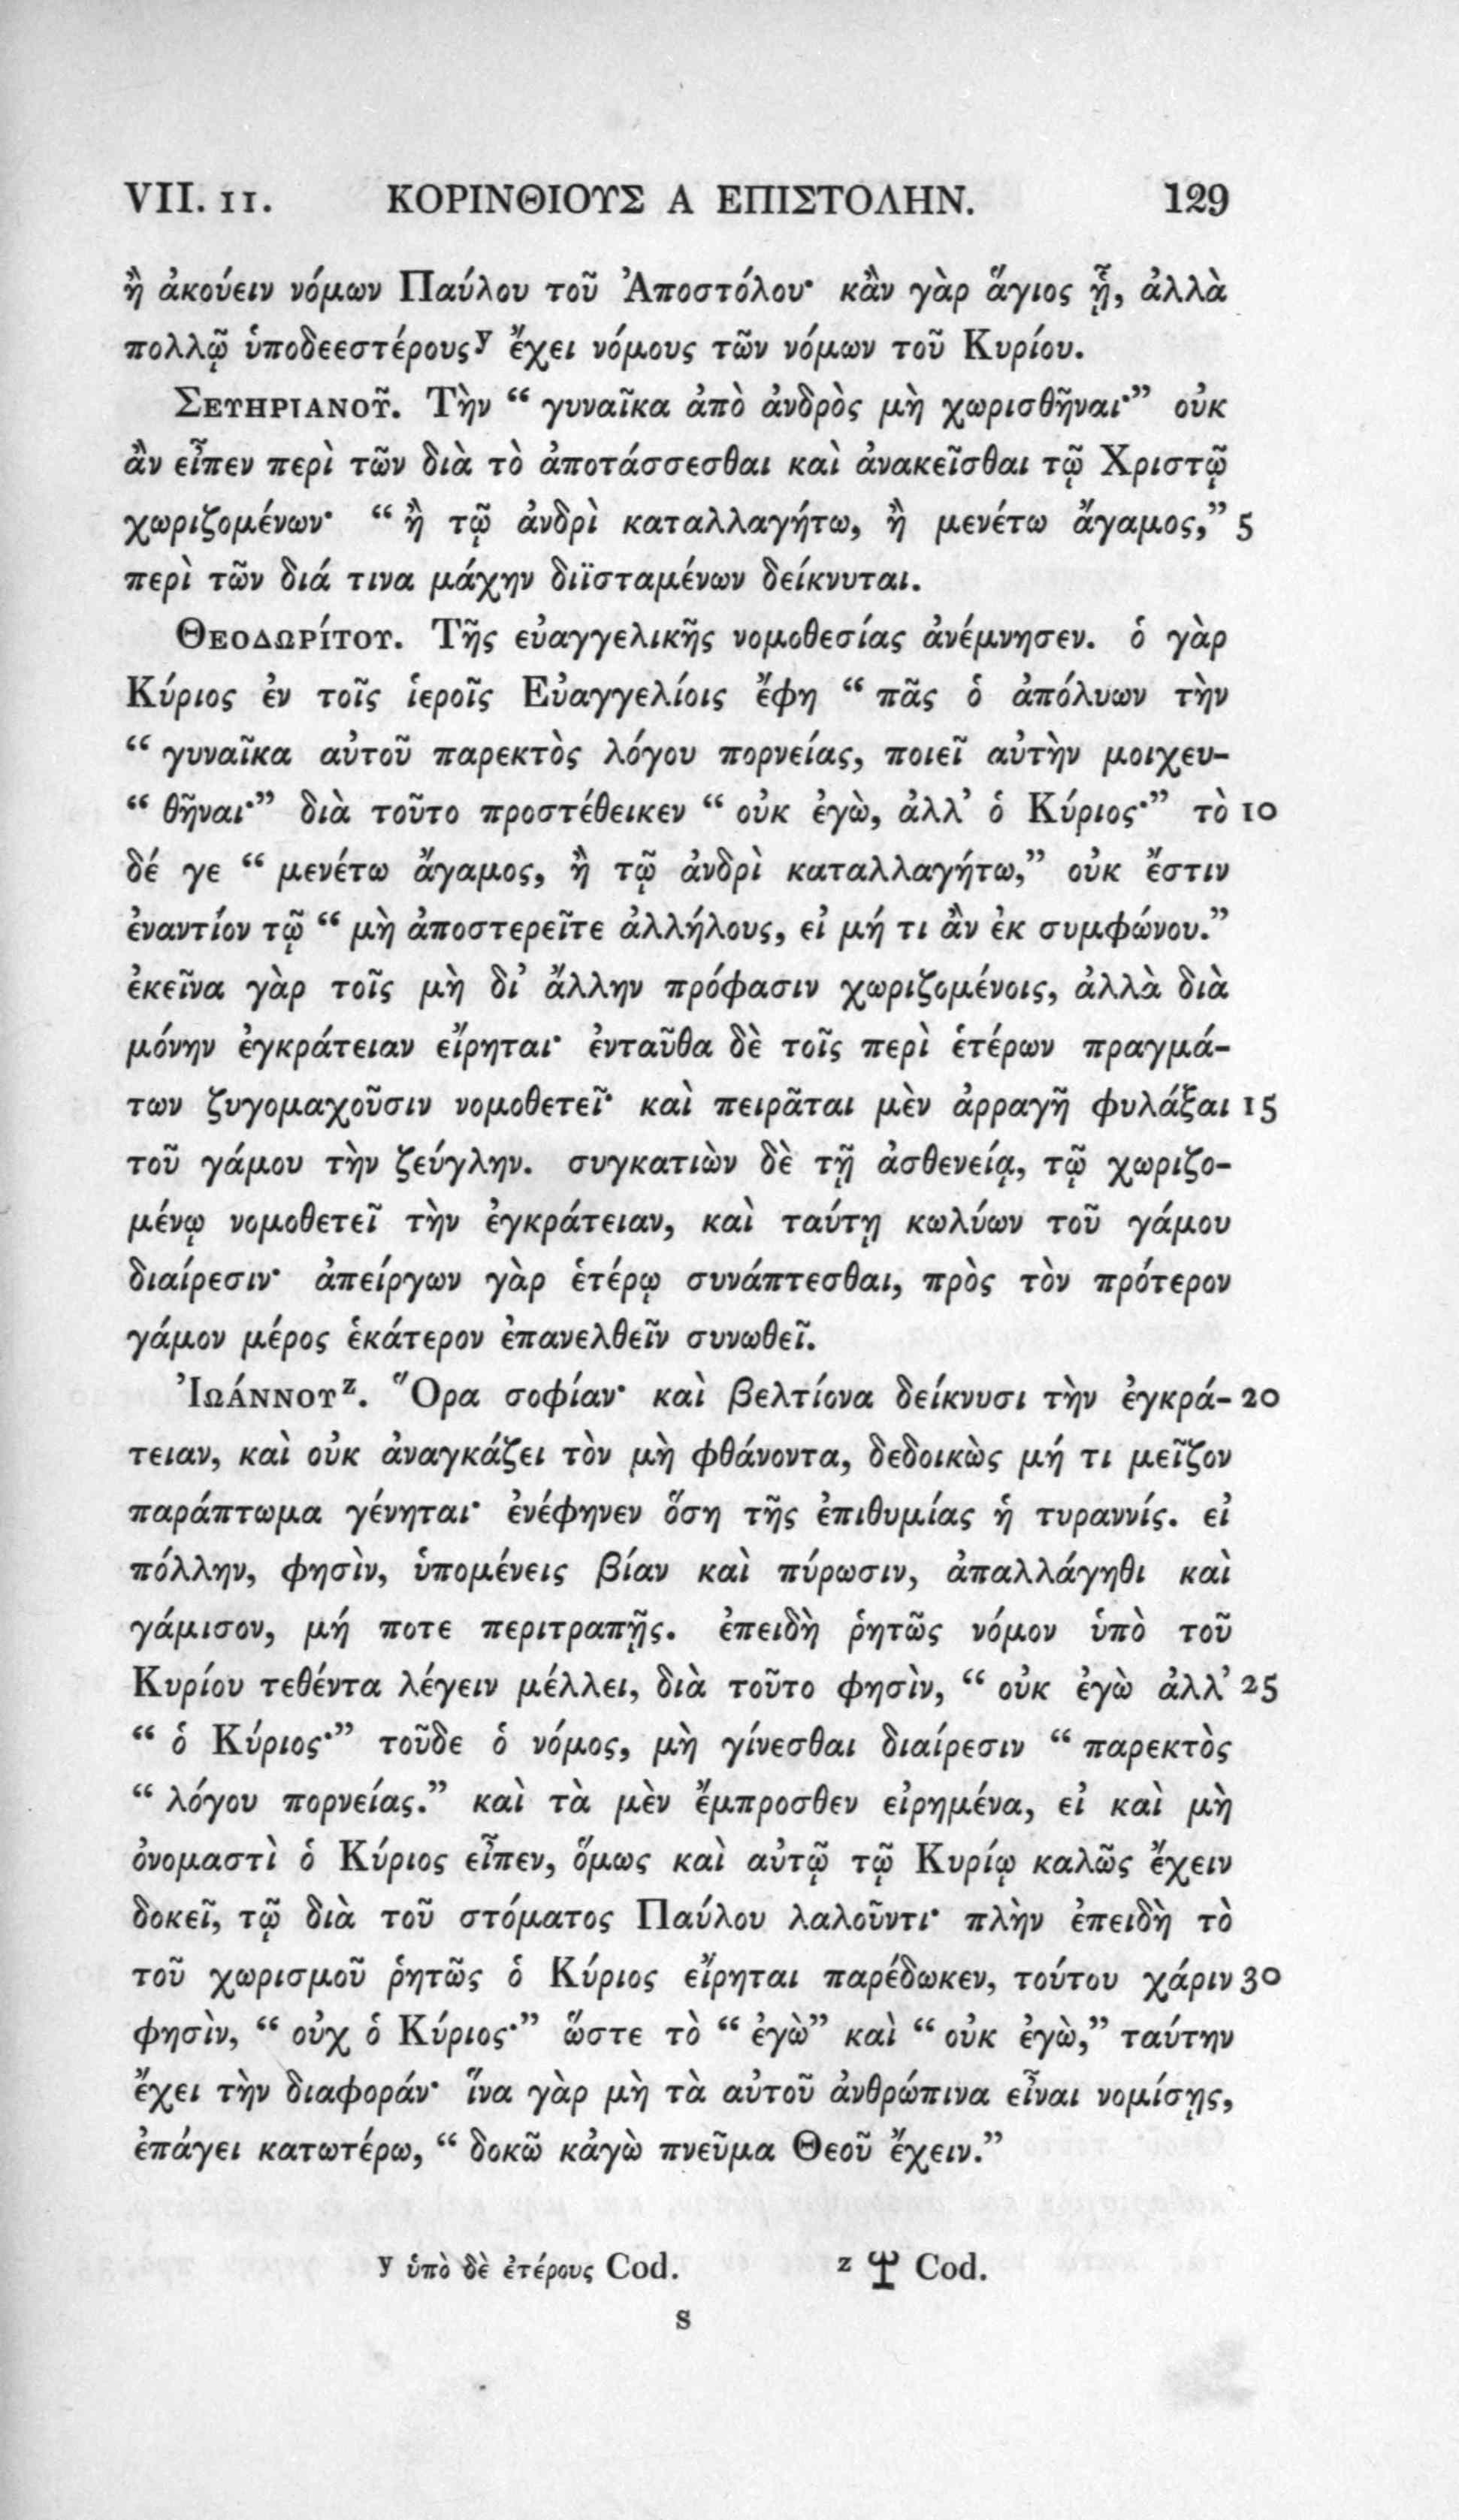 VII. 11. ΚΟΡΙΝΘΙΟΥΣ Α ΕΠΙΣΤΟΛΗΝ. 129
ἢ ἀκούειν νόμων Παύλου τοῦ Ἀποστόλου· κἂν γὰρ ἅγιος ᾖ, ἀλλὰ
πολλῷ ὑποδεεστέρους ʸ ἔχει νόμους τῶν νόμων τοῦ Κυρίου.
ΣΕΥΗΡΙΑΝΟΥ͂. Τὴν “ γυναῖκα ἀπὸ ἀνδρὸς μὴ χωρισθῆναι·” οὐκ
ἂν εἶπεν περὶ τῶν διὰ τὸ ἀποτάσσεσθαι καὶ ἀνακεῖσθαι τῷ Χριστῷ
χωριζομένων· “ ἢ τῷ ἀνδρὶ καταλλαγήτω, ἢ μενέτω ἄγαμος,” 5
περὶ τῶν διά τινα μάχην διϊσταμένων δείκνυται.
ΘΕΟΔΩΡΊΤΟΥ. Τῆς εὐαγγελικῆς νομοθεσίας ἀνέμνησεν. ὁ γὰρ
Κύριος ἐν τοῖς ἱεροῖς Εὐαγγελίοις ἔφη “ πᾶς ὁ ἀπόλυων τὴν
“ γυναῖκα αὐτοῦ παρεκτὸς λόγου πορνείας, ποιεῖ αὐτὴν μοιχευ-
“ θῆναι·” διὰ τοῦτο προστέθεικεν “ οὐκ ἐγὼ, ἀλλ’ ὁ Κύριος·” τὸ 10
δέ γε “ μενέτω ἄγαμος, ἢ τῷ ἀνδρὶ καταλλαγήτω,” οὐκ ἔστιν
ἐναντίον τῷ “ μὴ ἀποστερεῖτε ἀλλήλους, εἰ μή τι ἂν ἐκ συμφώνου.”
ἐκεῖνα γὰρ τοῖς μὴ δι’ ἄλλην πρόφασιν χωριζομένοις, ἀλλὰ διὰ
μόνην ἐγκράτειαν εἴρηται· ἐνταῦθα δὲ τοῖς περὶ ἑτέρων πραγμά-
των ζυγομαχοῦσιν νομοθετεῖ· καὶ πειρᾶται μὲν ἀρραγῆ φυλάξαι 15
τοῦ γάμου τὴν ζεύγλην. συγκατιὼν δὲ τῇ ἀσθενείᾳ, τῷ χωριζο-
μένῳ νομοθετεῖ τὴν ἐγκράτειαν, καὶ ταύτῃ κωλύων τοῦ γάμου
διαίρεσιν· ἀπείργων γὰρ ἑτέρῳ συνάπτεσθαι, πρὸς τὸν πρότερον
γάμον μέρος ἑκάτερον ἐπανελθεῖν συνωθεῖ.
ἸΩΆΝΝΟΥ ᶻ. Ὅρα σοφίαν· καὶ βελτίονα δείκνυσι τὴν ἐγκρά- 20
τειαν, καὶ οὐκ ἀναγκάζει τὸν μὴ φθάνοντα, δεδοικὼς μή τι μεῖζον
παράπτωμα γένηται· ἐνέφηνεν ὅση τῆς ἐπιθυμίας ἡ τυραννίς. εἰ
πόλλην, φησὶν, ὑπομένεις βίαν καὶ πύρωσιν, ἀπαλλάγηθι καὶ
γάμισον, μή ποτε περιτραπῇς. ἐπειδὴ ῥητῶς νόμον ὑπὸ τοῦ
Κυρίου τεθέντα λέγειν μέλλει, διὰ τοῦτο φησὶν, “ οὐκ ἐγὼ ἀλλ’ 25
“ ὁ Κύριος·” τοῦδε ὁ νόμος, μὴ γίνεσθαι διαίρεσιν “ παρεκτὸς
“ λόγου πορνείας.” καὶ τὰ μὲν ἔμπροσθεν εἰρημένα, εἰ καὶ μὴ
ὀνομαστὶ ὁ Κύριος εἶπεν, ὅμως καὶ αὐτῷ τῷ Κυρίῳ καλῶς ἔχειν
δοκεῖ, τῷ διὰ τοῦ στόματος Παύλου λαλοῦντι· πλὴν ἐπειδὴ τὸ
τοῦ χωρισμοῦ ῥητῶς ὁ Κύριος εἴρηται παρέδωκεν, τούτου χάριν 30
φησὶν, “ οὐχ ὁ Κύριος·” ὥστε τὸ “ ἐγὼ” καὶ “ οὐκ ἐγὼ,” ταύτην
ἔχει τὴν διαφοράν· ἵνα γὰρ μὴ τὰ αὐτοῦ ἀνθρώπινα εἶναι νομίσῃς,
ἐπάγει κατωτέρω, “ δοκῶ κἀγὼ πνεῦμα Θεοῦ ἔχειν.”
ʸ ὑπὸ δὲ ἑτέρους Cod. ᶻ Cod.
S